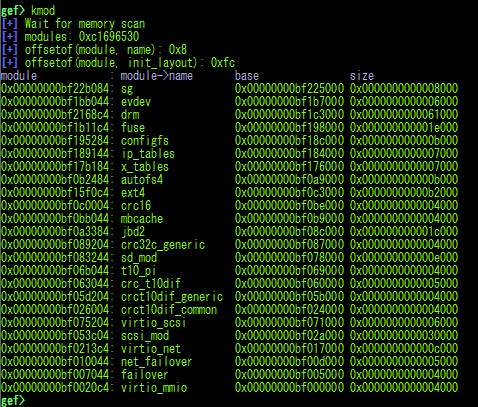 gef> kmod
[+] Wait for memory scan
[+] modules: 0xc1696530
[+] offsetof(module, name): 0x8
[+] offsetof(module, init_layout): 0xfc
module : module->name base size
0x00000000bf22b084: sg 0x00000000bf225000 0x0000000000008000
0x00000000bf1bb044: evdev 0x00000000bf1b7000 0x0000000000006000
0x00000000bf2168c4: drm 0x00000000bf1c3000 0x0000000000061000
0x00000000bf1b11c4: fuse 0x00000000bf198000 0x000000000001e000
0x00000000bf195284: configfs 0x00000000bf18c000 0x000000000000b000
0x00000000bf189144: ip_tables 0x00000000bf184000 0x0000000000007000
0x00000000bf17b184: x_tables 0x00000000bf176000 0x0000000000007000
0x00000000bf0b2484: autofs4 0x00000000bf0a9000 0x000000000000b000
0x00000000bf15f0c4: ext4 0x00000000bf0c3000 0x00000000000b2000
0x00000000bf0c0004: crc16 0x00000000bf0be000 0x0000000000004000
0x00000000bf0bb044: mbcache 0x00000000bf0b9000 0x0000000000004000
0x00000000bf0a3384: jbd2 0x00000000bf08c000 0x000000000001c000
0x00000000bf089204: crc32c_generic 0x00000000bf087000 0x0000000000004000
0x00000000bf083244: sd_mod 0x00000000bf078000 0x000000000000e000
0x00000000bf06b044: t10_pi 0x00000000bf069000 0x0000000000004000
0x00000000bf063044: crc_t10dif 0x00000000bf060000 0x0000000000005000
0x00000000bf05d204: crct10dif_generic 0x00000000bf05b000 0x0000000000004000
0x00000000bf026004: crct10dif_common 0x00000000bf024000 0x0000000000004000
0x00000000bf075204: virtio_scsi 0x00000000bf071000 0x0000000000006000
0x00000000bf053c04: scsi_mod 0x00000000bf02a000 0x0000000000030000
0x00000000bf0213c4: virtio_net 0x00000000bf017000 0x000000000000c000
0x00000000bf010044: net_failover 0x00000000bf00d000 0x0000000000005000
0x00000000bf007044: failover 0x00000000bf005000 0x0000000000004000
0x00000000bf0020c4: virtio_mmio 0x00000000bf000000 0x0000000000004000
gef>